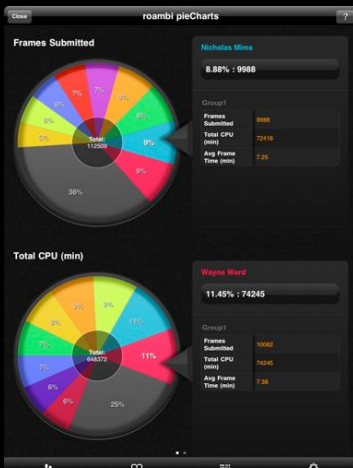 Close
roambi pieCharts
?
Frames Submitted
Nicholas Mims
8.88% : 9988
7%
7%
8%
6%
8%
6%
5%
9%
9%
36%
Total:
112509
Group1
Frames
Submitted
9988
Total CPU
(min)
72416
Avg Frame
Time (min)
7.25
Total CPU (min)
Wayne Word
11.45% : 74245
9%
9%
8%
11%
7%
7%
6%
6%
11%
25%
Total:
648372
Group1
Frames
Submitted
10062
Total CPU
(min)
74245
Avg Frame
Time (min)
7.38